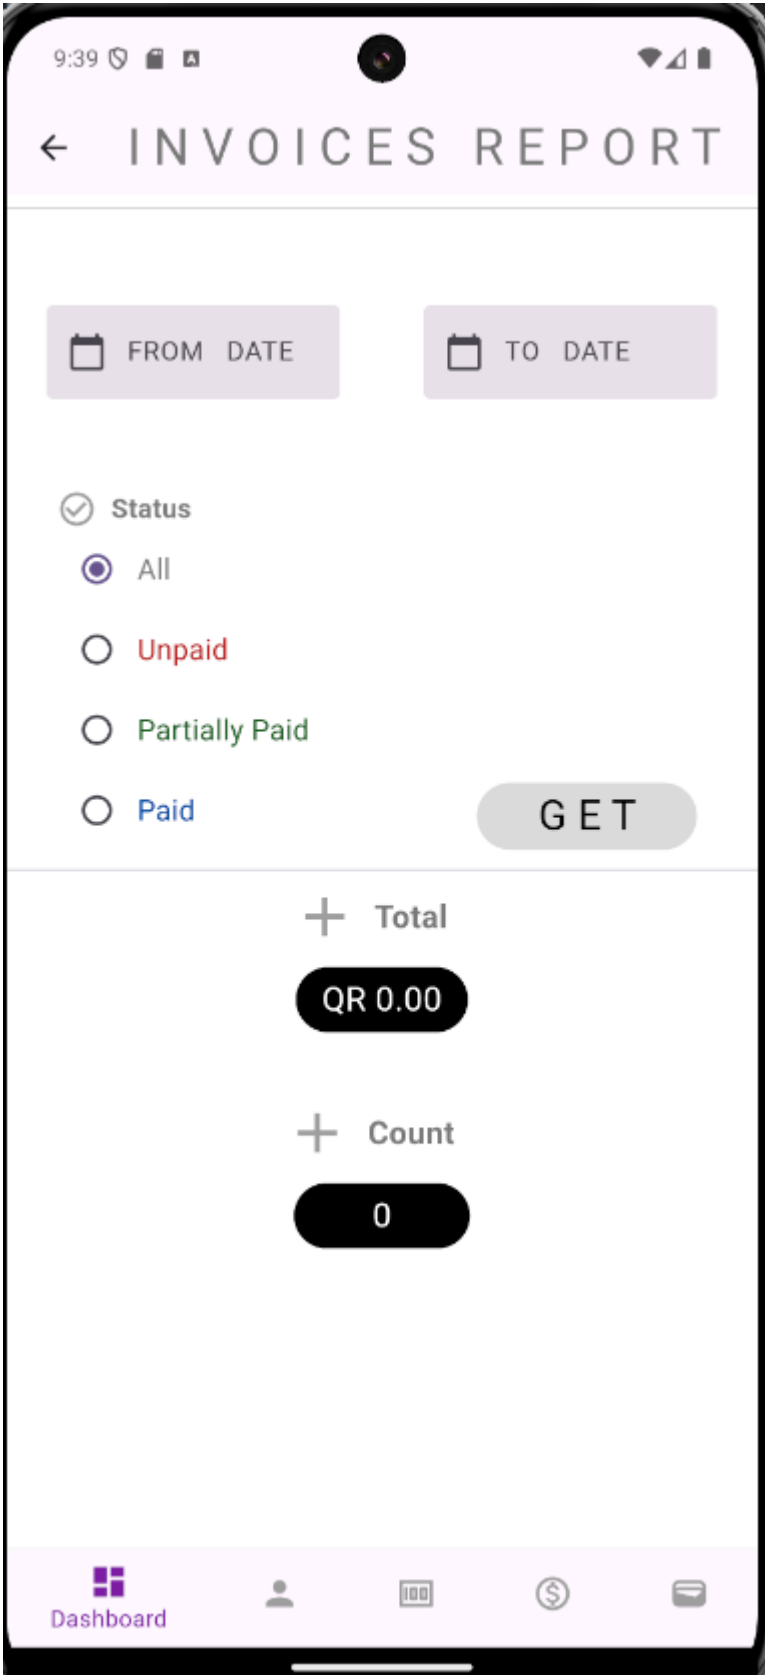 9:39
INVOICES REPORT
FROM DATE
TO DATE
Status
All
Unpaid
Partially Paid
Paid
GET
Total
QR 0.00
Count
0
Dashboard